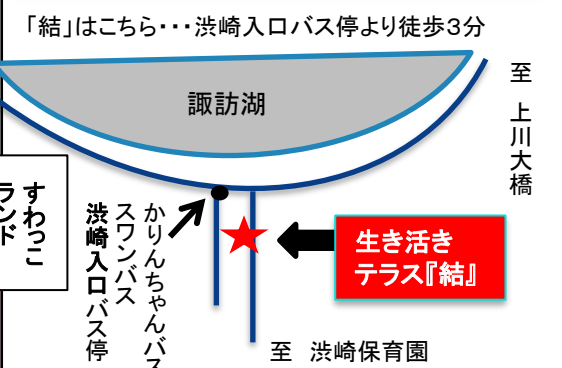 「結」はこちら・・・渋崎入口バス停より徒歩3分
至 上川大橋
諏訪湖
すわっこ
ランド
かりんちゃんバス
スワンバス
渋崎入口バス停
生き活き
テラス『結』
至 渋崎保育園